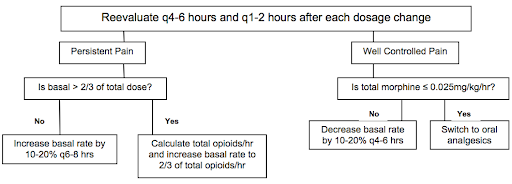 Reevaluate q4-6 hours and q1-2 hours after each dosage change
Persistent Pain
Well Controlled Pain
Is basal > 2/3 of total dose?
Is total morphine ≤ 0.025mg/kg/hr?
No
Yes
No
Yes
Increase basal rate by
10-20% q6-8 hrs
Calculate total opioids/hr
and increase basal rate to
2/3 of total opioids/hr
Decrease basal rate
by 10-20% q4-6 hrs
Switch to oral
analgesics